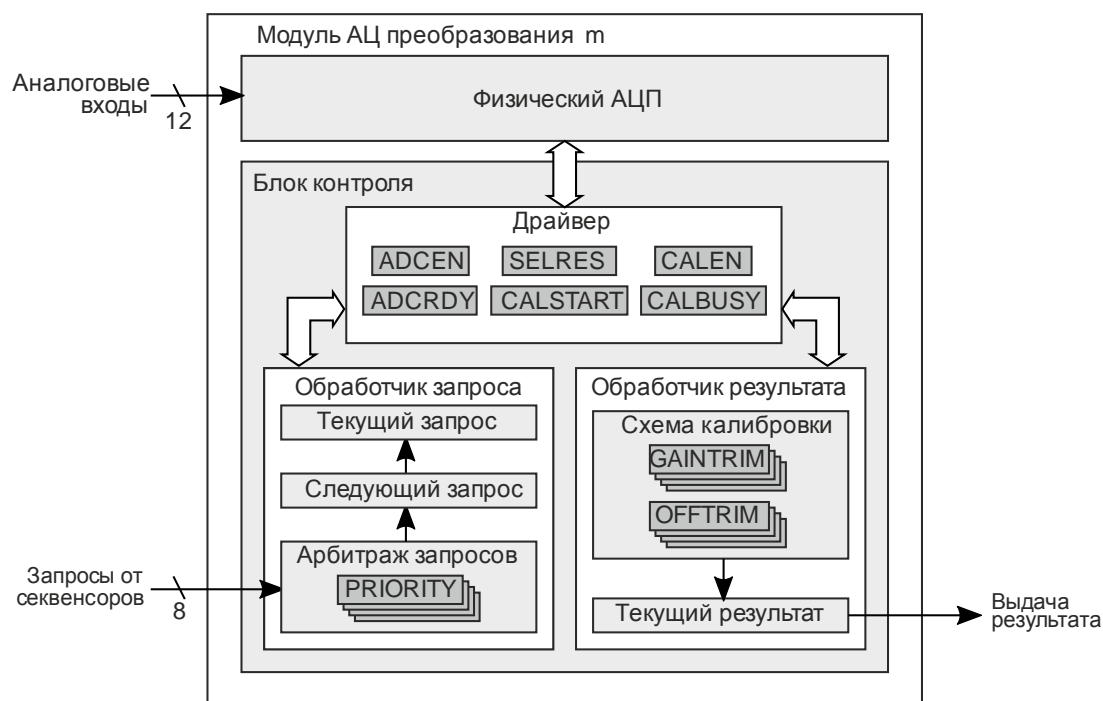 Модуль АЦ преобразования m
Аналоговые
входы
12
Физический АЦП
Блок контроля
Драйвер
ADCEN SELRES CALEN
ADCRDY CALSTART CALBUSY
Обработчик запроса
Текущий запрос
Следующий запрос
Арбитраж запросов
PRIORITY
Запросы от
секвенсоров
8
Обработчик результата
Схема калибровки
GAINTRIM
OFFTRIM
Текущий результат
Выдача
результата